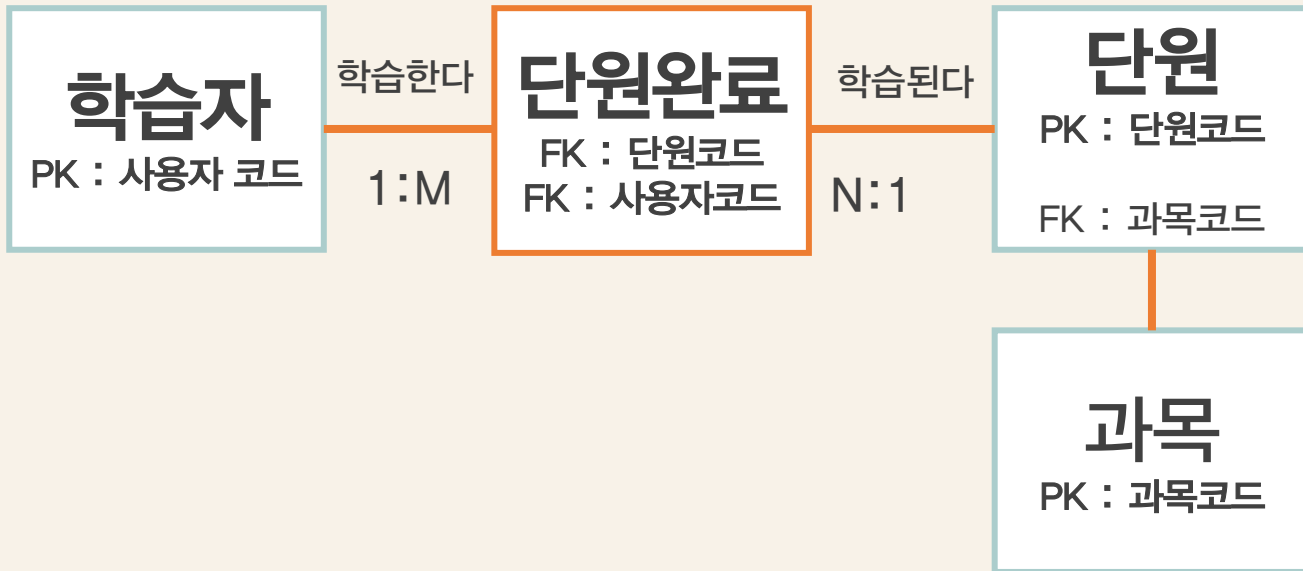 학습자
PK : 사용자 코드
학습한다
1:M
단원완료
FK : 단원코드
FK : 사용자코드
학습된다
N:1
단원
PK : 단원코드
FK : 과목코드
과목
PK : 과목코드